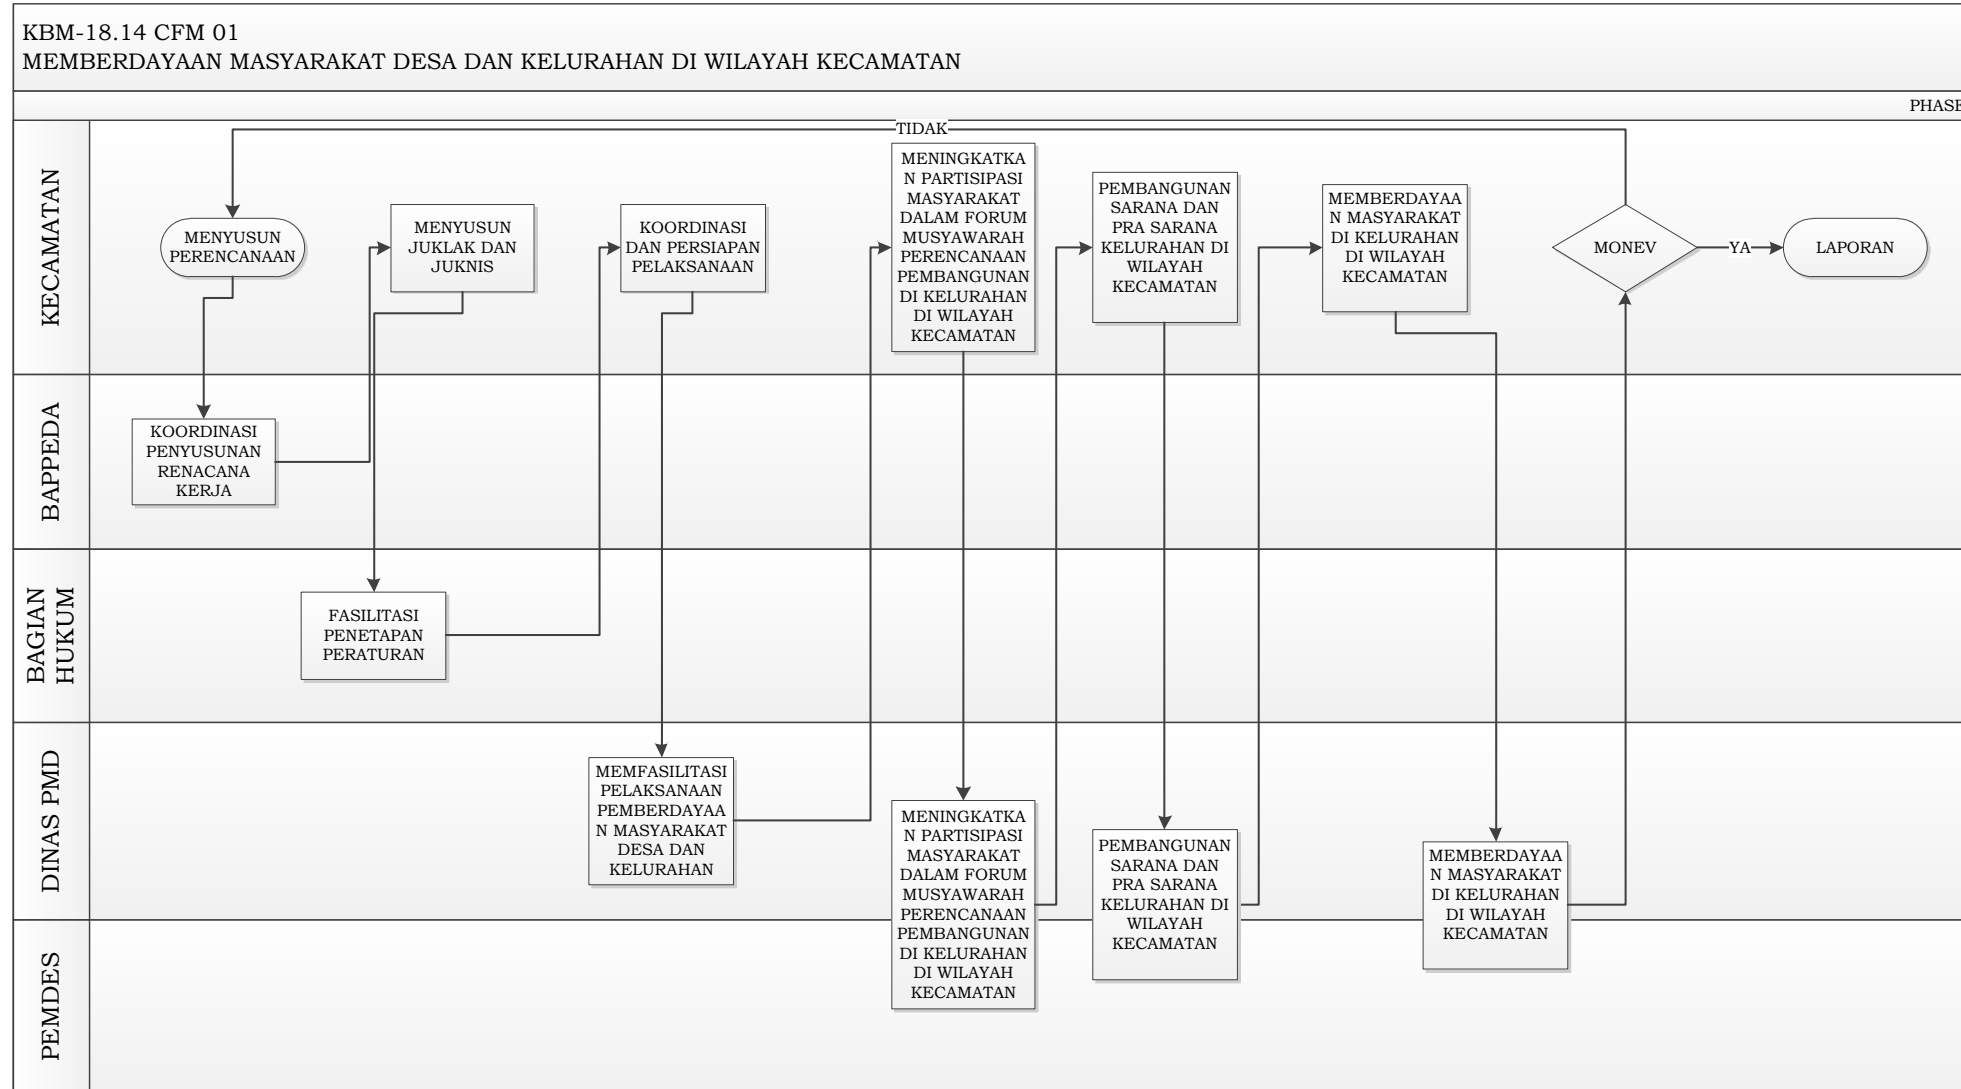 KBM-18.14 CFM 01
MEMBERDAYAAN MASYARAKAT DESA DAN KELURAHAN DI WILAYAH KECAMATAN
PHASE
KECAMATAN
TIDAK
MENYUSUN
PERENCANAAN
MENYUSUN
JUKLAK DAN
JUKNIS
KOORDINASI
DAN PERSIAPAN
PELAKSANAAN
MENINGKATKA
N PARTISIPASI
MASYARAKAT
DALAM FORUM
MUSYAWARAH
PERENCANAAN
PEMBANGUNAN
DI KELURAHAN
DI WILAYAH
KECAMATAN
PEMBANGUNAN
SARANA DAN
PRA SARANA
KELURAHAN DI
WILAYAH
KECAMATAN
MEMBERDAYAA
N MASYARAKAT
DI KELURAHAN
DI WILAYAH
KECAMATAN
MONEV
YA
LAPORAN
BAPPEDA
KOORDINASI
PENYUSUNAN
RENACANA
KERJA
BAGIAN
HUKUM
FASILITASI
PENETAPAN
PERATURAN
DINAS PMD
MEMFASILITASI
PELAKSANAAN
PEMBERDAYAA
N MASYARAKAT
DESA DAN
KELURAHAN
MENINGKATKA
N PARTISIPASI
MASYARAKAT
DALAM FORUM
MUSYAWARAH
PERENCANAAN
PEMBANGUNAN
DI KELURAHAN
DI WILAYAH
KECAMATAN
PEMBANGUNAN
SARANA DAN
PRA SARANA
KELURAHAN DI
WILAYAH
KECAMATAN
MEMBERDAYAA
N MASYARAKAT
DI KELURAHAN
DI WILAYAH
KECAMATAN
PEMDES